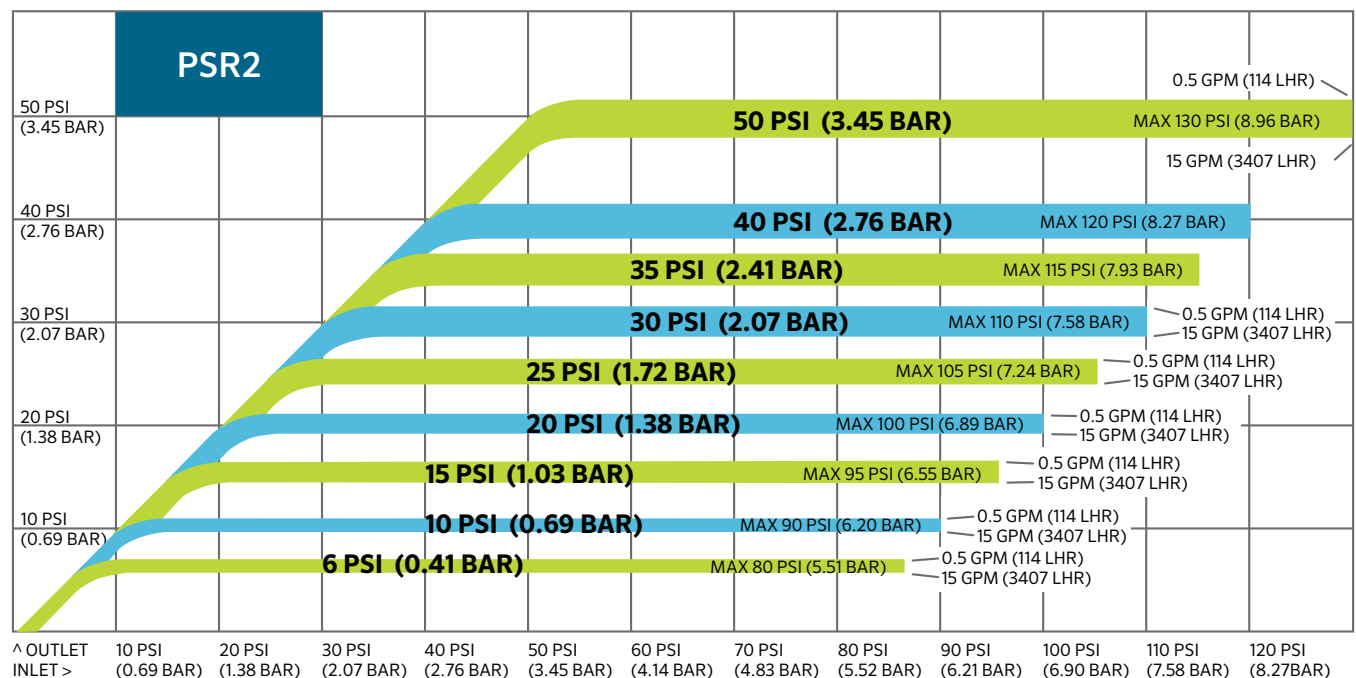 PSR2
0.5 GPM (114 LHR)
50 PSI
(3.45 BAR)
50 PSI (3.45 BAR)
MAX 130 PSI (8.96 BAR)
15 GPM (3407 LHR)
40 PSI
(2.76 BAR)
40 PSI (2.76 BAR)
MAX 120 PSI (8.27 BAR)
35 PSI (2.41 BAR)
MAX 115 PSI (7.93 BAR)
30 PSI
(2.07 BAR)
30 PSI (2.07 BAR)
MAX 110 PSI (7.58 BAR)
0.5 GPM (114 LHR)
15 GPM (3407 LHR)
25 PSI (1.72 BAR)
MAX 105 PSI (7.24 BAR)
0.5 GPM (114 LHR)
15 GPM (3407 LHR)
20 PSI
(1.38 BAR)
20 PSI (1.38 BAR)
MAX 100 PSI (6.89 BAR)
0.5 GPM (114 LHR)
15 GPM (3407 LHR)
15 PSI (1.03 BAR)
MAX 95 PSI (6.55 BAR)
0.5 GPM (114 LHR)
15 GPM (3407 LHR)
10 PSI
(0.69 BAR)
10 PSI (0.69 BAR)
MAX 90 PSI (6.20 BAR)
0.5 GPM (114 LHR)
15 GPM (3407 LHR)
6 PSI (0.41 BAR)
MAX 80 PSI (5.51 BAR)
0.5 GPM (114 LHR)
15 GPM (3407 LHR)
^ OUTLET
INLET >
10 PSI
(0.69 BAR)
20 PSI
(1.38 BAR)
30 PSI
(2.07 BAR)
40 PSI
(2.76 BAR)
50 PSI
(3.45 BAR)
60 PSI
(4.14 BAR)
70 PSI
(4.83 BAR)
80 PSI
(5.52 BAR)
90 PSI
(6.21 BAR)
100 PSI
(6.90 BAR)
110 PSI
(7.58 BAR)
120 PSI
(8.27BAR)